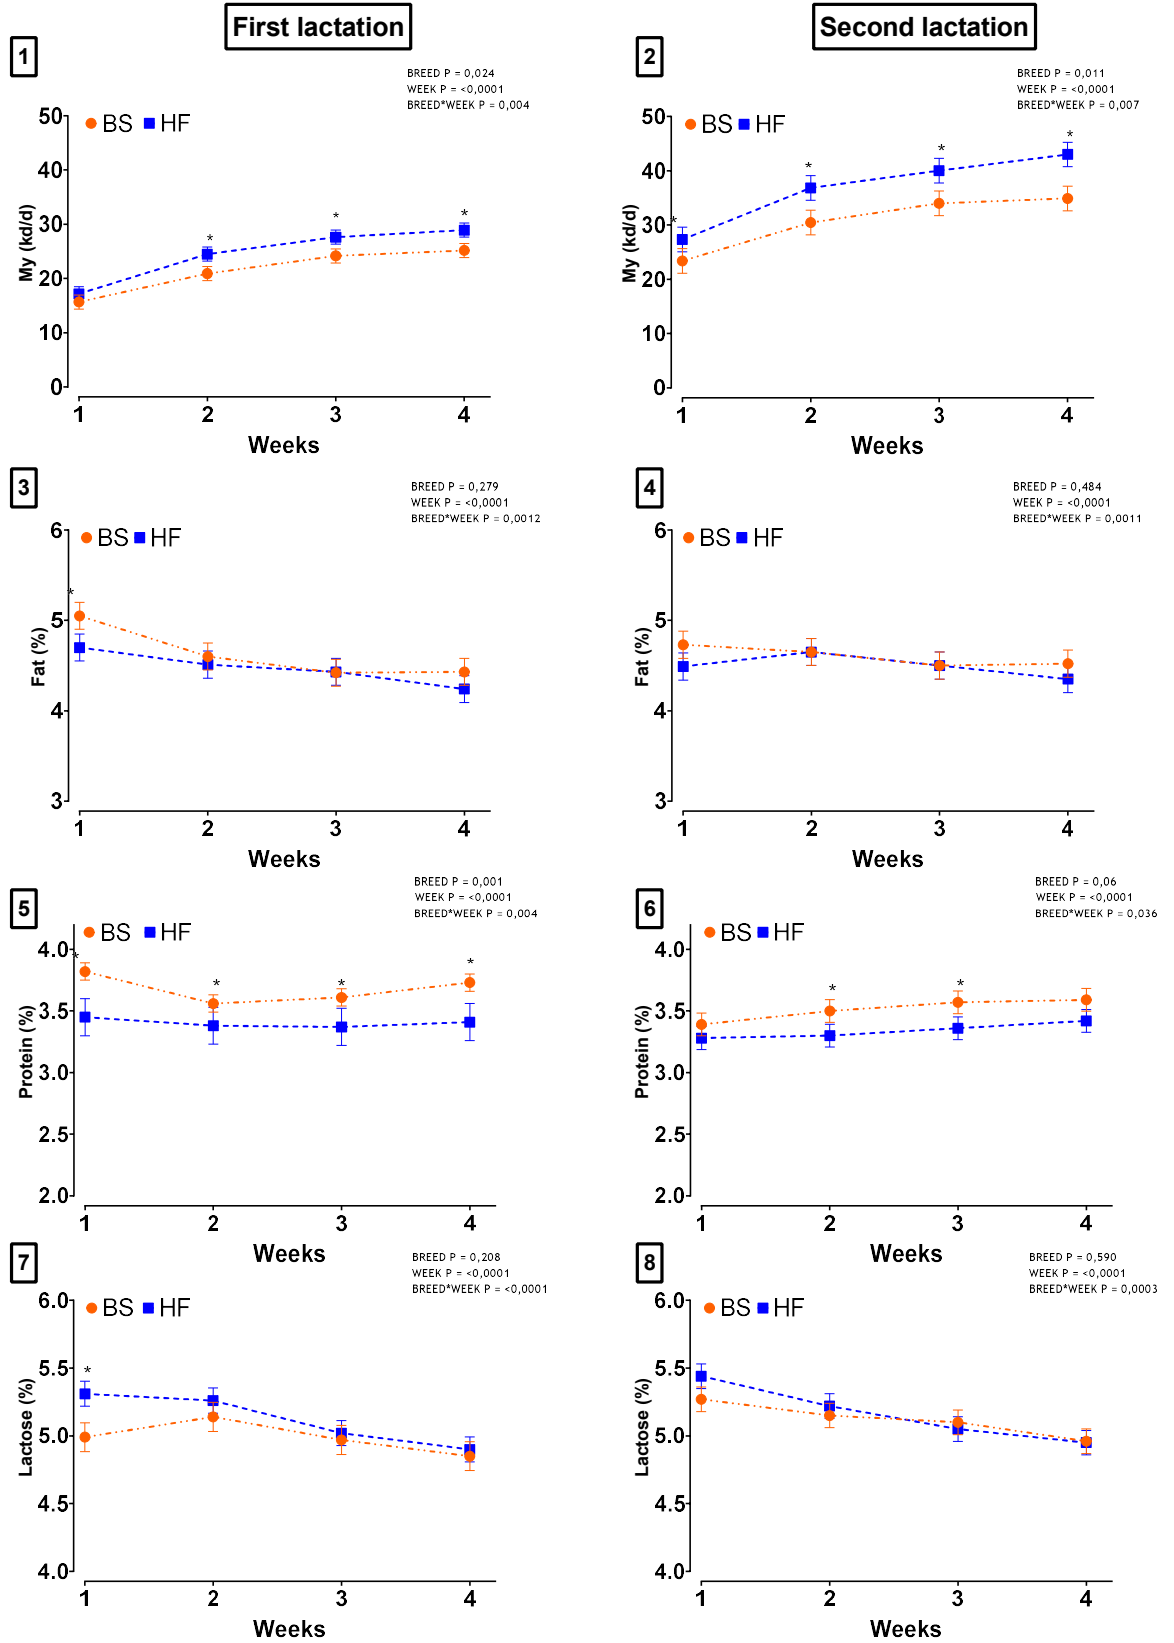 First lactation
Second lactation
1
BREED P = 0,024
WEEK P = <0,0001
BREED*WEEK P = 0,004
BS HF
50
40
30
20
10
0
My (kd/d)
*
*
*
1 2 3 4
Weeks
2
BREED P = 0,011
WEEK P = <0,0001
BREED*WEEK P = 0,007
BS HF
50
40
30
20
10
0
My (kd/d)
*
*
*
*
1 2 3 4
Weeks
3
BREED P = 0,279
WEEK P = <0,0001
BREED*WEEK P = 0,0012
BS HF
6
5
4
3
Fat (%)
*
1 2 3 4
Weeks
4
BREED P = 0,484
WEEK P = <0,0001
BREED*WEEK P = 0,0011
BS HF
6
5
4
3
Fat (%)
1 2 3 4
Weeks
5
BREED P = 0,001
WEEK P = <0,0001
BREED*WEEK P = 0,004
BS HF
4.0
3.5
3.0
2.5
2.0
Protein (%)
*
*
*
*
1 2 3 4
Weeks
6
BREED P = 0,06
WEEK P = <0,0001
BREED*WEEK P = 0,036
BS HF
4.0
3.5
3.0
2.5
2.0
Protein (%)
*
*
1 2 3 4
Weeks
7
BREED P = 0,208
WEEK P = <0,0001
BREED*WEEK P = <0,0001
BS HF
6.0
5.5
5.0
4.5
4.0
Lactose (%)
*
1 2 3 4
Weeks
8
BREED P = 0,590
WEEK P = <0,0001
BREED*WEEK P = 0,0003
BS HF
6.0
5.5
5.0
4.5
4.0
Lactose (%)
1 2 3 4
Weeks